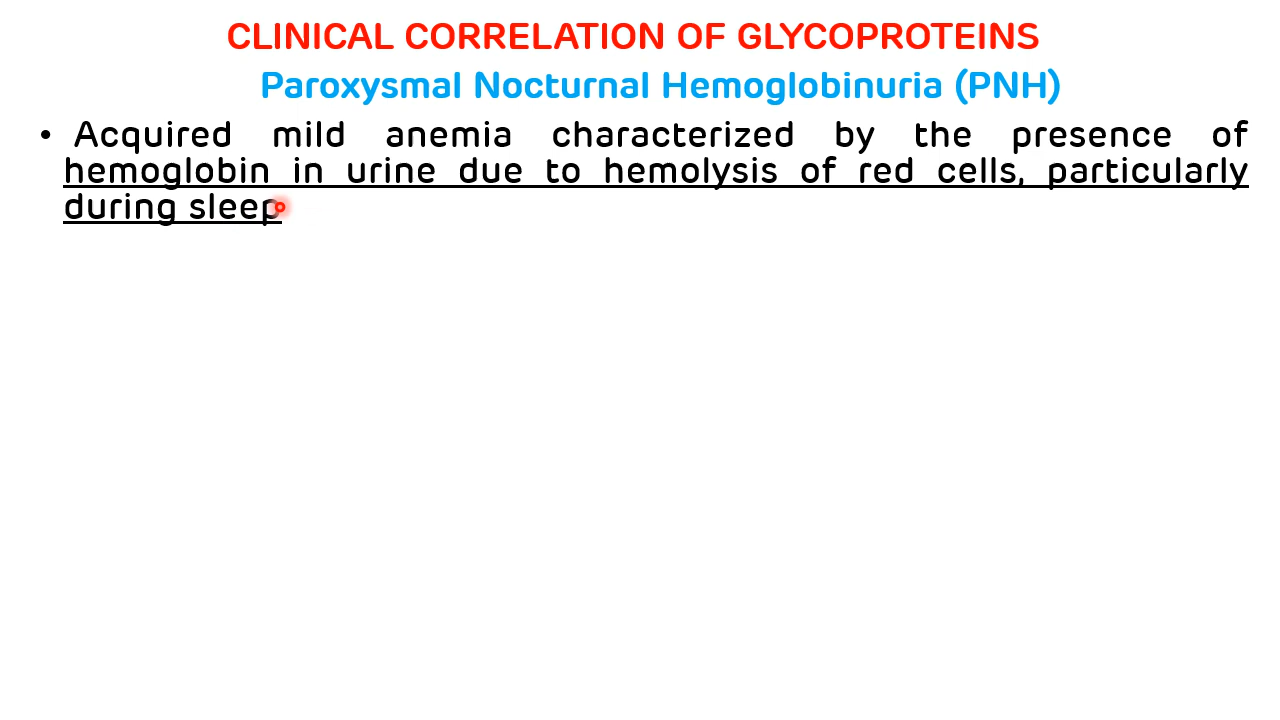 CLINICAL CORRELATION OF GLYCOPROTEINS
Paroxysmal Nocturnal Hemoglobinuria (PNH)
• Acquired mild anemia characterized by the presence of
hemoglobin in urine due to hemolysis of red cells, particularly
during sleep